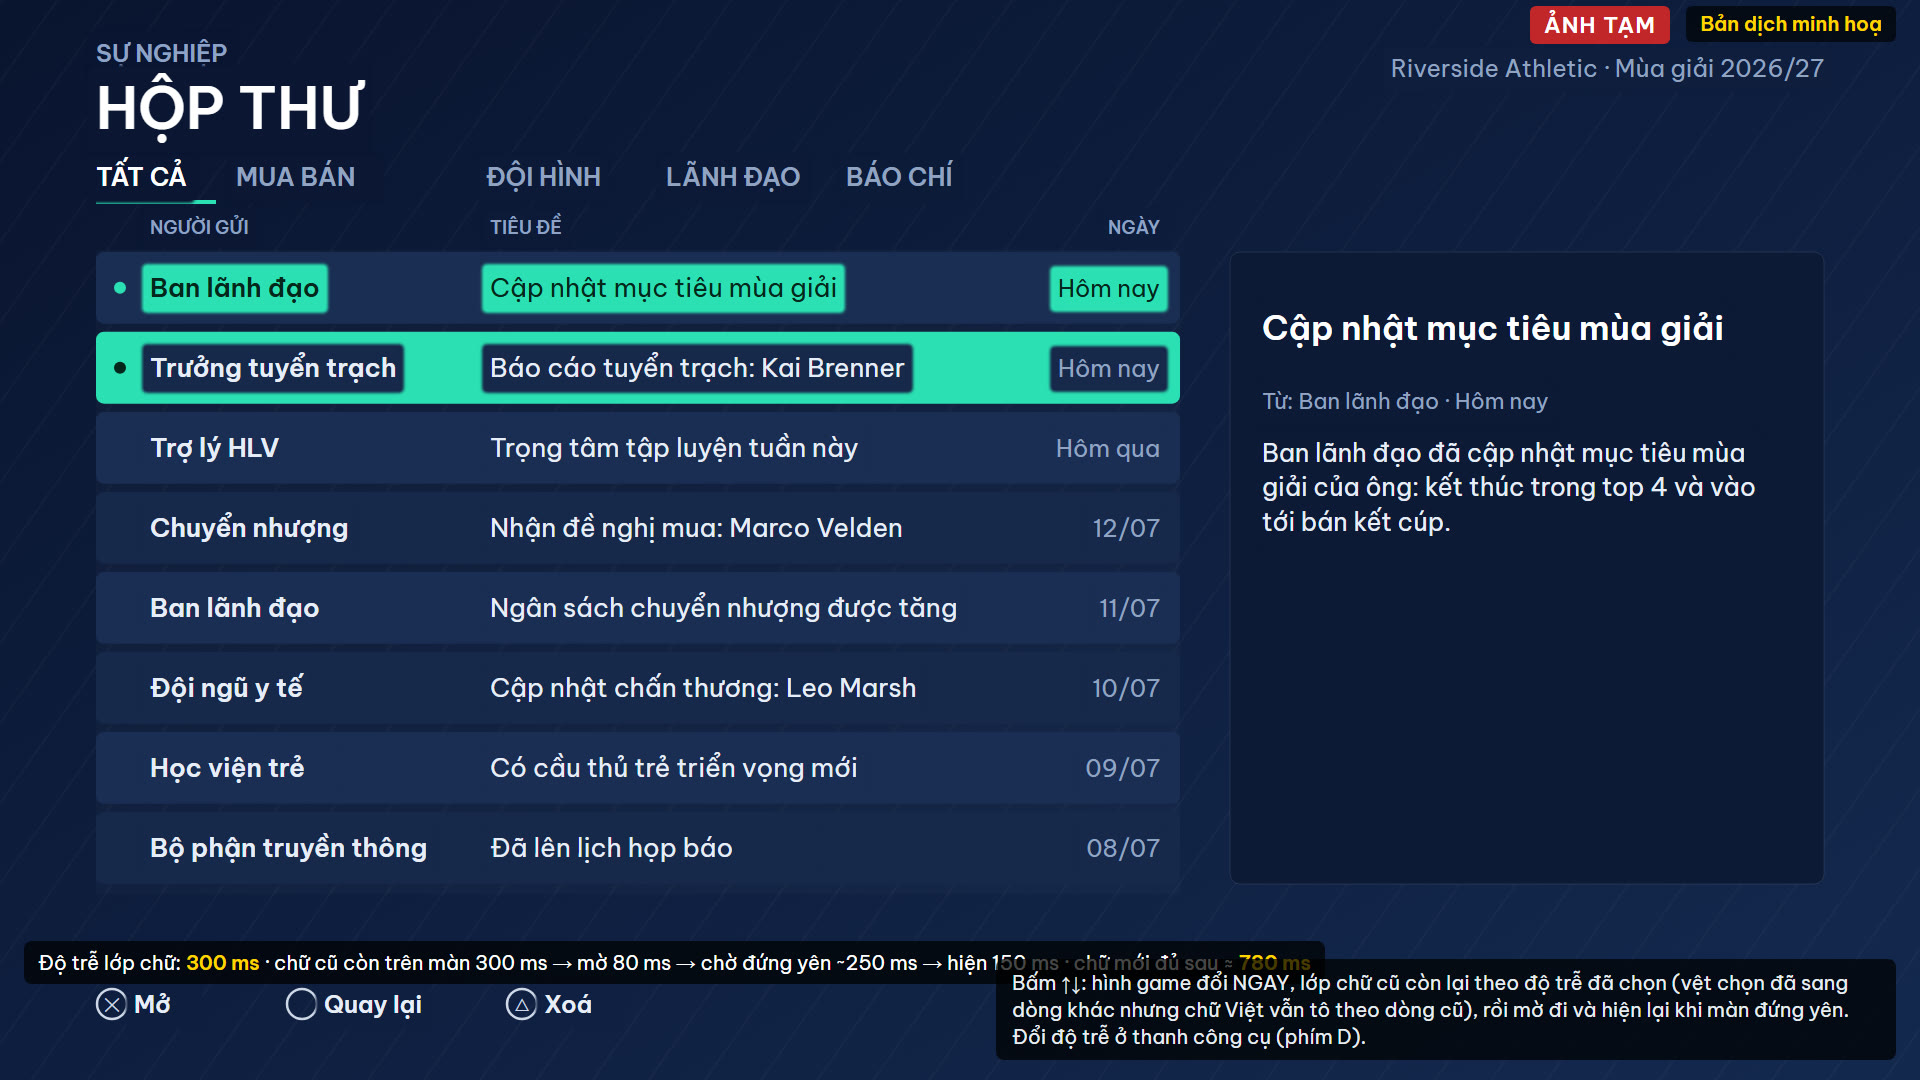 ẢNH TẠM
Bản dịch minh hoạ
SỰ NGHIỆP
HỘP THƯ
Riverside Athletic · Mùa giải 2026/27
TẤT CẢ MUA BÁN ĐỘI HÌNH LÃNH ĐẠO BÁO CHÍ
NGƯỜI GỬI TIÊU ĐỀ NGÀY
Ban lãnh đạo Cập nhật mục tiêu mùa giải Hôm nay
Trưởng tuyển trạch Báo cáo tuyển trạch: Kai Brenner Hôm nay
Trợ lý HLV Trọng tâm tập luyện tuần này Hôm qua
Chuyển nhượng Nhận đề nghị mua: Marco Velden 12/07
Ban lãnh đạo Ngân sách chuyển nhượng được tăng 11/07
Đội ngũ y tế Cập nhật chấn thương: Leo Marsh 10/07
Học viện trẻ Có cầu thủ trẻ triển vọng mới 09/07
Bộ phận truyền thông Đã lên lịch họp báo 08/07
Cập nhật mục tiêu mùa giải
Từ: Ban lãnh đạo · Hôm nay
Ban lãnh đạo đã cập nhật mục tiêu mùa
giải của ông: kết thúc trong top 4 và vào
tới bán kết cúp.
Độ trễ lớp chữ: 300 ms · chữ cũ còn trên màn 300 ms → mờ 80 ms → chờ đứng yên ~250 ms → hiện 150 ms · chữ mới đủ sau ≈ 780 ms
Mở Quay lại Xoá
Bấm ↑↓: hình game đổi NGAY, lớp chữ cũ còn lại theo độ trễ đã chọn (vệt chọn đã sang
dòng khác nhưng chữ Việt vẫn tô theo dòng cũ), rồi mờ đi và hiện lại khi màn đứng yên.
Đổi độ trễ ở thanh công cụ (phím D).